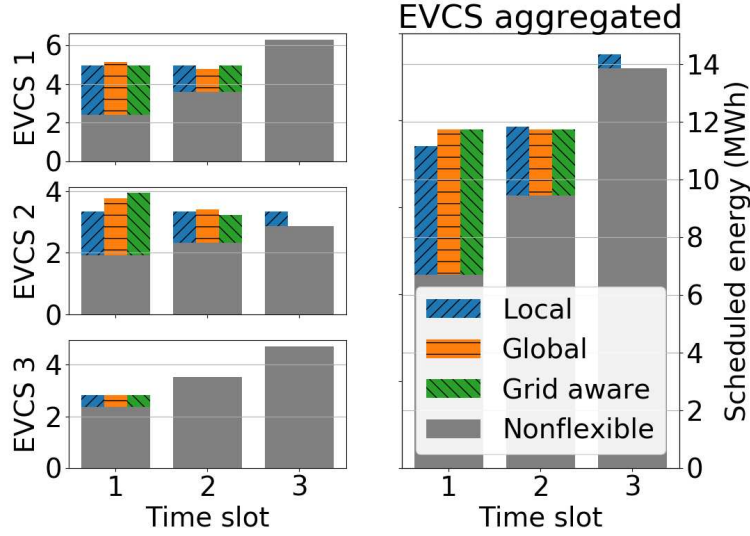 EVCS aggregated
EVCS 1
6
4
2
0
EVCS 2
4
2
0
EVCS 3
4
2
0
1 2 3
Time slot
14
12
10
8
6
4
2
0
Scheduled energy (MWh)
Local
Global
Grid aware
Nonflexible
1 2 3
Time slot